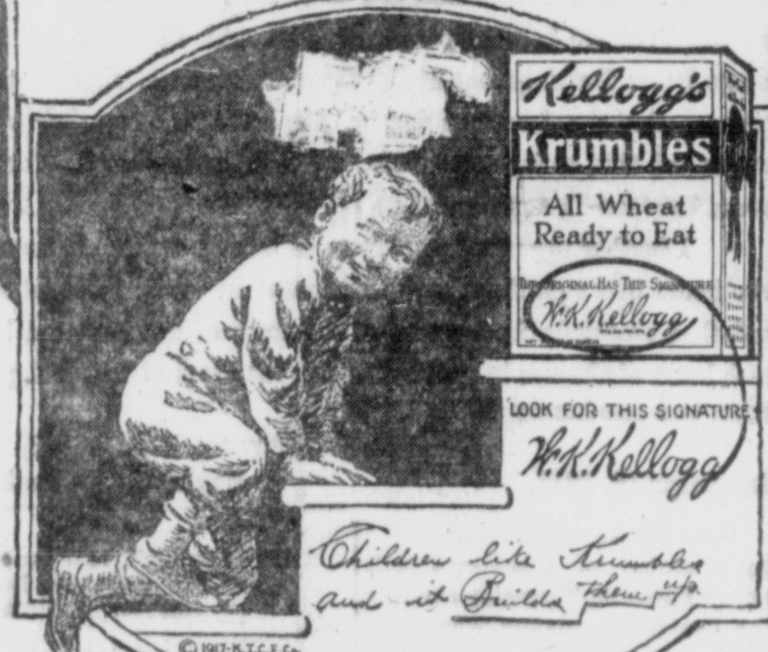 Kellogg's
Krumbles
All Wheat
Ready to Eat
THE ORIGINAL HAS THIS SIGNATURE
W.K.Kellogg
LOOK FOR THIS SIGNATURE
W.K.Kellogg
Children like Krumbles
and it Builds them up.
© 1917-K.T.C.F.Co.